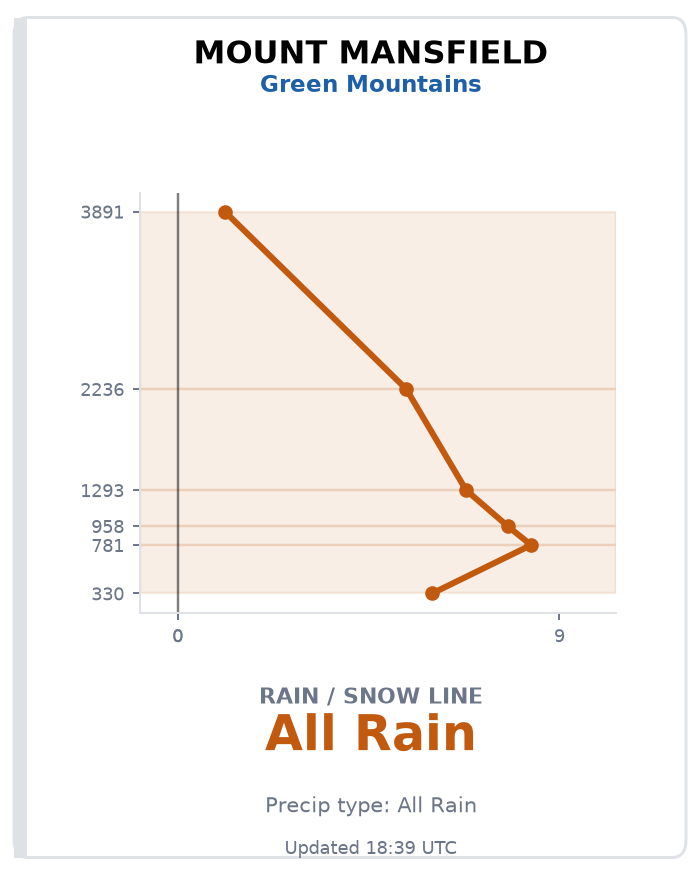 MOUNT MANSFIELD
Green Mountains
3891
2236
1293
958
781
330
0 9
RAIN / SNOW LINE
All Rain
Precip type: All Rain
Updated 18:39 UTC